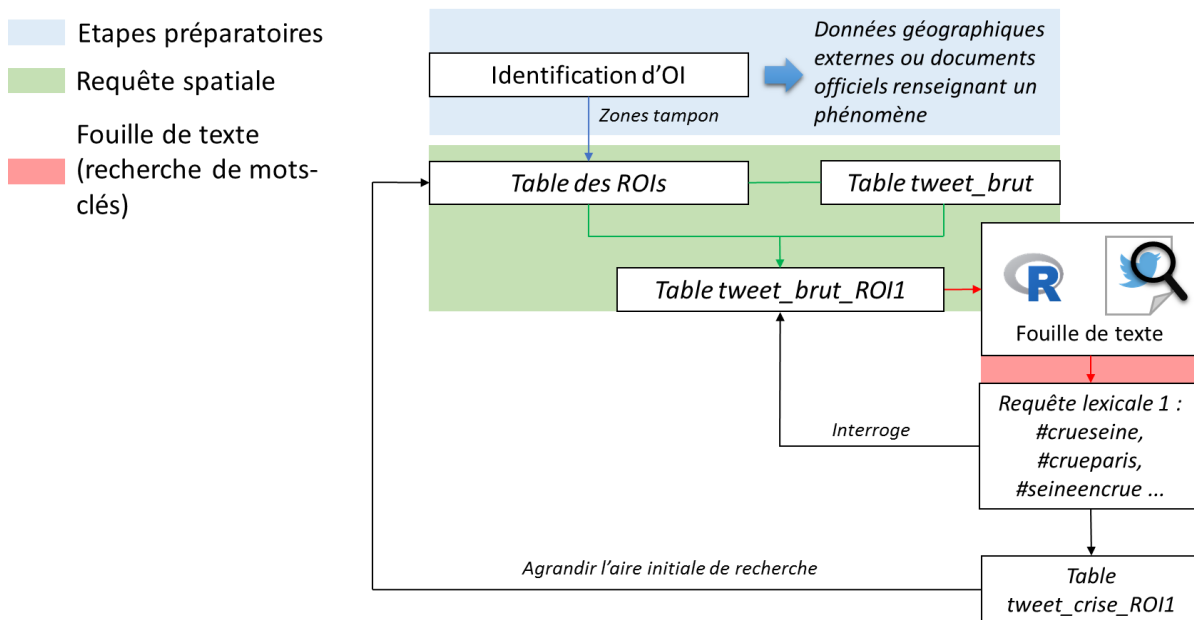 Etapes préparatoires
Requête spatiale
Fouille de texte
(recherche de mots-
clés)
Identification d'OI
Données géographiques
externes ou documents
officiels renseignant un
phénomène
Zones tampon
Table des ROIs
Table tweet_brut
Table tweet_brut_ROI1
R
Fouille de texte
Requête lexicale 1 :
#crueseine,
#crueparis,
#seineencrue ...
Interroge
Agrandir l'aire initiale de recherche
Table
tweet_crise_ROI1